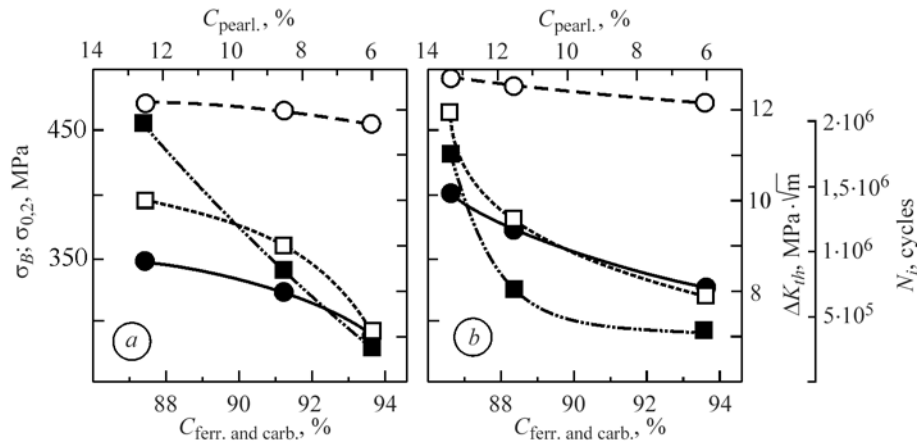 C_pearl., %
C_pearl., %
14 12 10 8 6
14 12 10 8 6
σ_B; σ_0,2, MPa
450
350
a
b
12
10
8
ΔK_th, MPa·√m
2·10^6
1,5·10^6
1·10^6
5·10^5
N_i, cycles
88 90 92 94
88 90 92 94
C_ferr. and carb., %
C_ferr. and carb., %